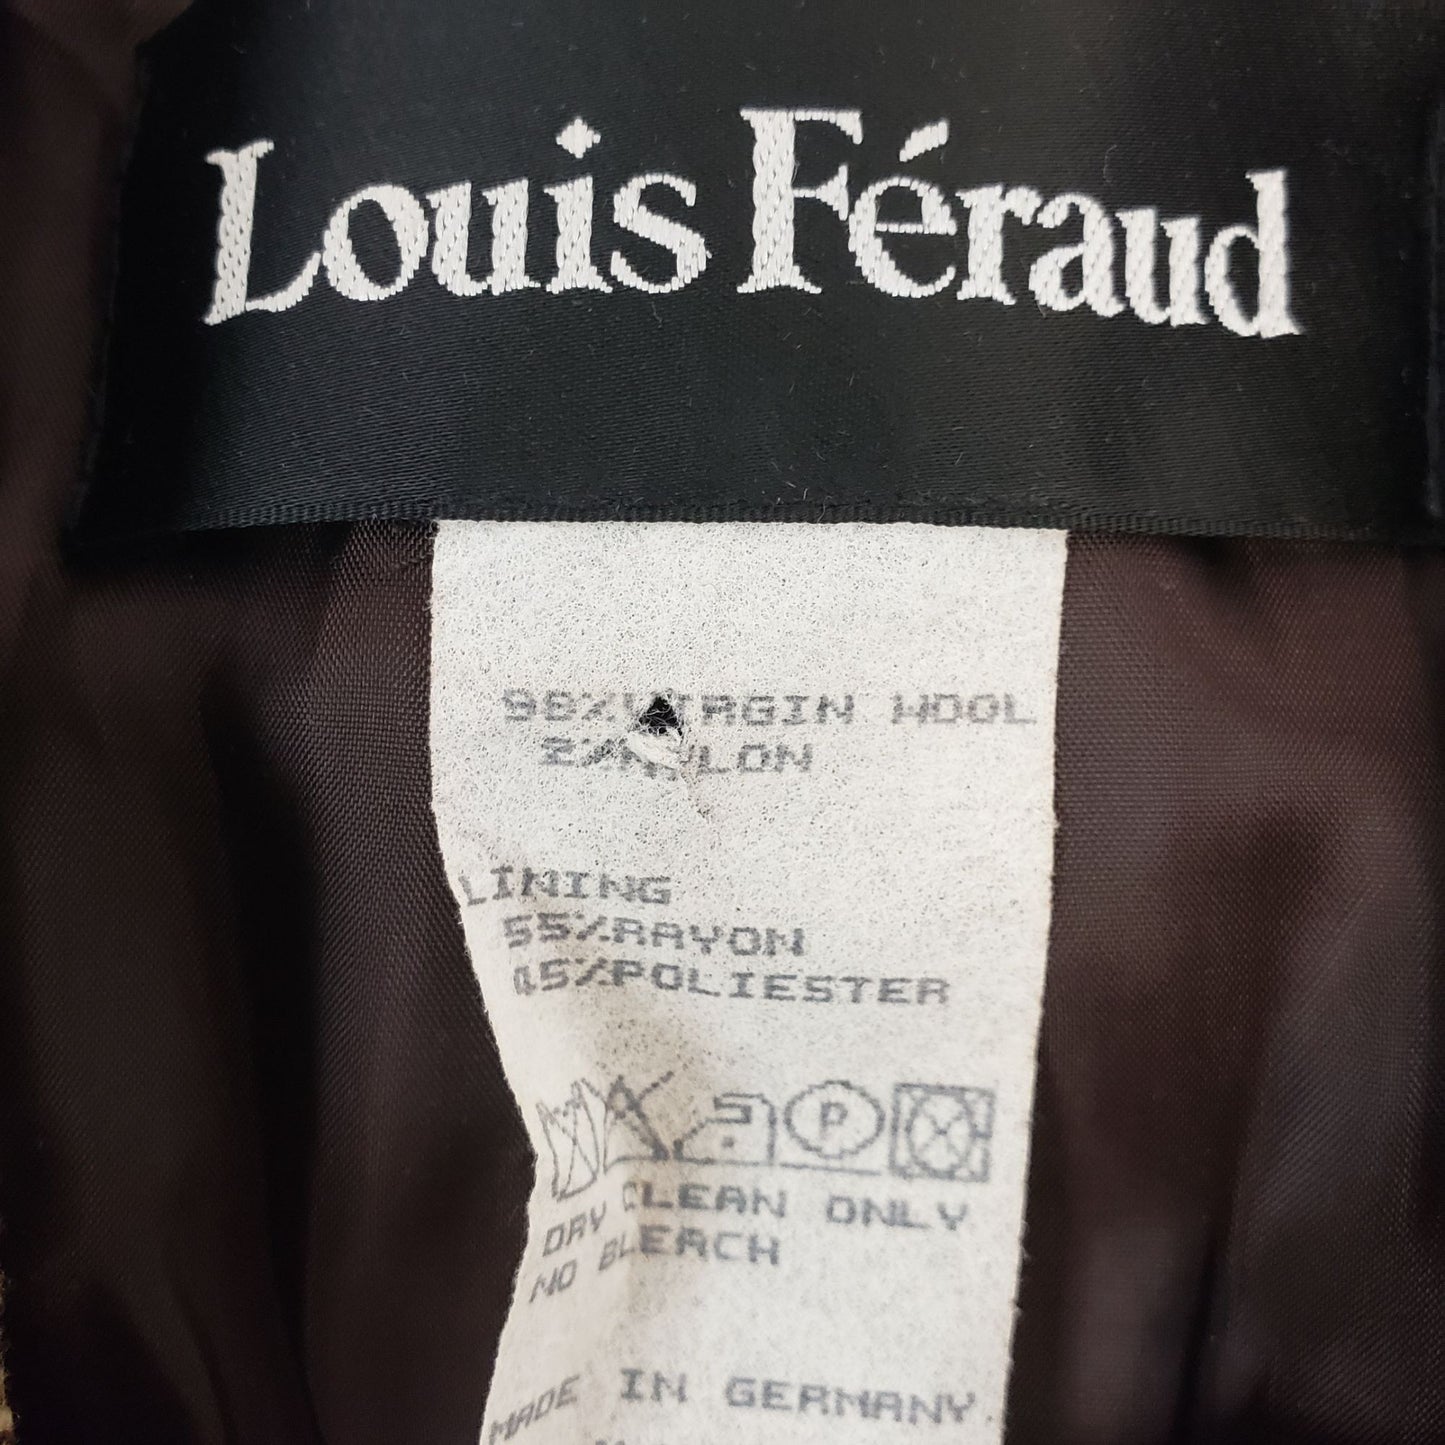 Louis Féraud
98% VIRGIN WOOL
2% NYLON
LINING
55% RAYON
45% POLIESTER
P
DRY CLEAN ONLY
NO BLEACH
MADE IN GERMANY